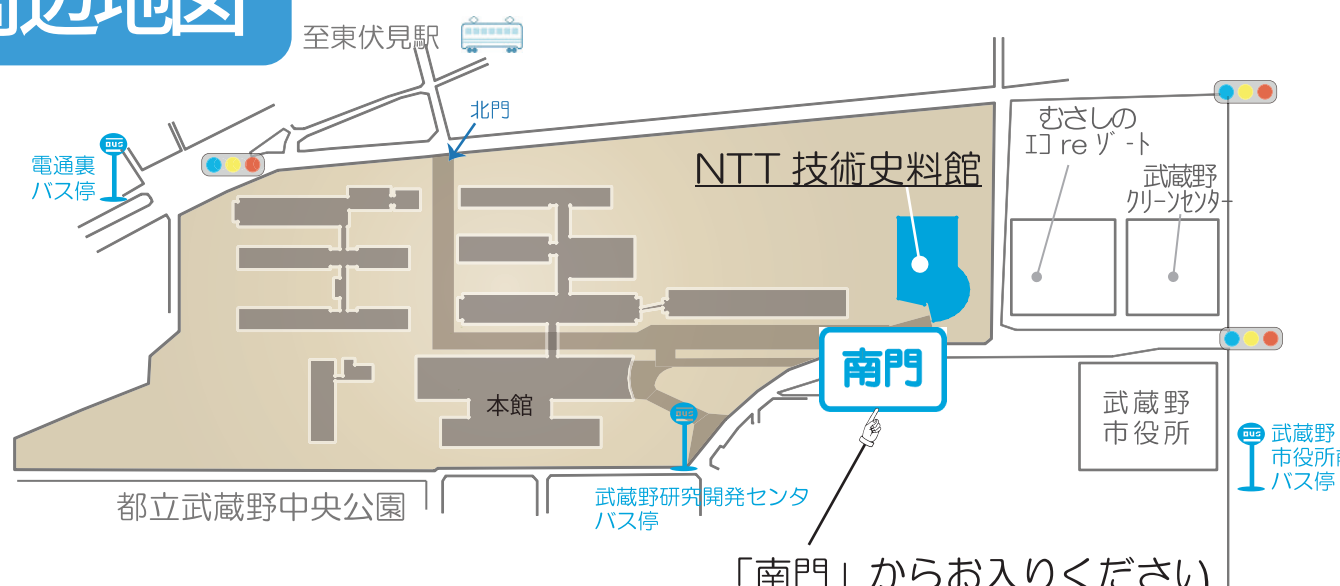 周辺地図
至東伏見駅
北門
BUS
電通裏
バス停
NTT 技術史料館
むさしの
エコ re ゾｰト
武蔵野
クリーンセンター
南門
本館
武蔵野
市役所
BUS
武蔵野
市役所前
バス停
BUS
武蔵野研究開発センタ
バス停
都立武蔵野中央公園
「南門」からお入りください